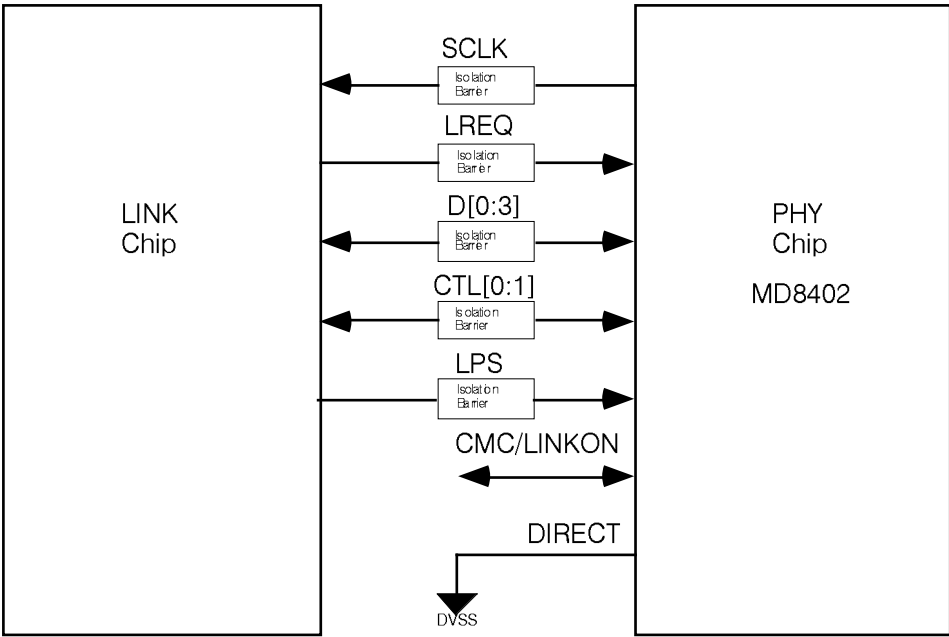 SCLK
Isolation
Barrier
LREQ
Isolation
Barrier
LINK
Chip
D[0:3]
Isolation
Barrier
PHY
Chip
MD8402
CTL[0:1]
Isolation
Barrier
LPS
Isolation
Barrier
CMC/LINKON
DIRECT
DVSS